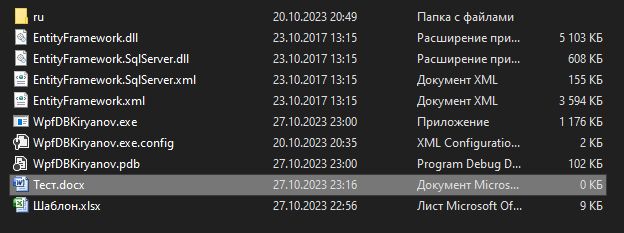 ru 20.10.2023 20:49 Папка с файлами
EntityFramework.dll 23.10.2017 13:15 Расширение при... 5 103 КБ
EntityFramework.SqlServer.dll 23.10.2017 13:15 Расширение при... 608 КБ
EntityFramework.SqlServer.xml 23.10.2017 13:15 Документ XML 155 КБ
EntityFramework.xml 23.10.2017 13:15 Документ XML 3 594 КБ
WpfDBKiryanov.exe 27.10.2023 23:00 Приложение 1 176 КБ
WpfDBKiryanov.exe.config 20.10.2023 20:35 XML Configuratio... 2 КБ
WpfDBKiryanov.pdb 27.10.2023 23:00 Program Debug D... 102 КБ
Тест.docx 27.10.2023 23:16 Документ Micros... 0 КБ
Шаблон.xlsx 27.10.2023 22:56 Лист Microsoft Of... 9 КБ